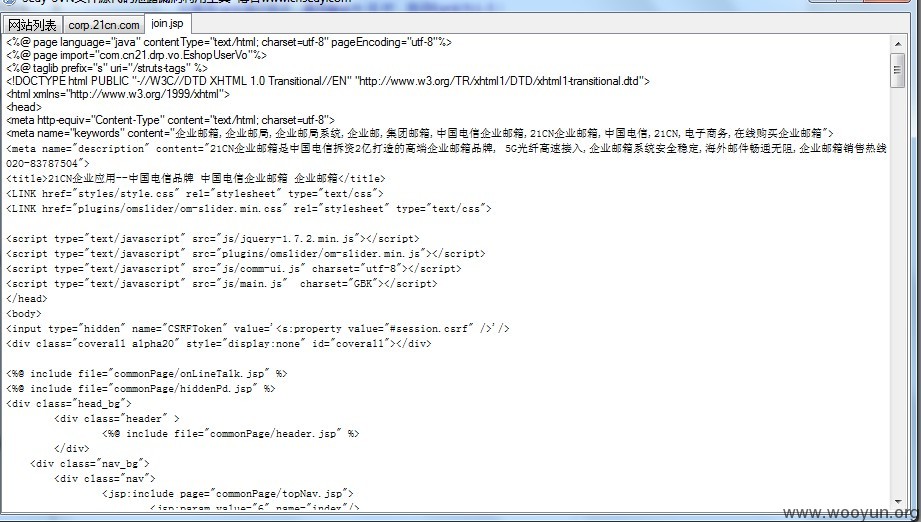 网站列表 corp.21cn.com join.jsp
<%@ page language="java" contentType="text/html; charset=utf-8" pageEncoding="utf-8"%>
<%@ page import="com.cn21.drp.vo.EshopUserVo"%>
<%@ taglib prefix="s" uri="/struts-tags" %>
<!DOCTYPE html PUBLIC "-//W3C//DTD XHTML 1.0 Transitional//EN" "http://www.w3.org/TR/xhtml1/DTD/xhtml1-transitional.dtd">
<html xmlns="http://www.w3.org/1999/xhtml">
<head>
<meta http-equiv="Content-Type" content="text/html; charset=utf-8">
<meta name="keywords" content="企业邮箱,企业邮局,企业邮局系统,企业邮,集团邮箱,中国电信企业邮箱,21CN企业邮箱,中国电信,21CN,电子商务,在线购买企业邮箱">
<meta name="description" content="21CN企业邮箱是中国电信拆资2亿打造的高端企业邮箱品牌, 5G光纤高速接入,企业邮箱系统安全稳定,海外邮件畅通无阻,企业邮箱销售热线
020-83787504">
<title>21CN企业应用--中国电信品牌 中国电信企业邮箱 企业邮箱</title>
<LINK href="styles/style.css" rel="stylesheet" type="text/css">
<LINK href="plugins/omslider/om-slider.min.css" rel="stylesheet" type="text/css">
<script type="text/javascript" src="js/jquery-1.7.2.min.js"></script>
<script type="text/javascript" src="plugins/omslider/om-slider.min.js"></script>
<script type="text/javascript" src="js/comm-ui.js" charset="utf-8"></script>
<script type="text/javascript" src="js/main.js"  charset="GBK"></script>
</head>
<body>
<input type="hidden" name="CSRFToken" value='<s:property value="#session.csrf" />'/>
<div class="coverall alpha20" style="display:none" id="coverall"></div>
<%@ include file="commonPage/onLineTalk.jsp" %>
<%@ include file="commonPage/hiddenPd.jsp" %>
<div class="head_bg">
<div class="header" >
<%@ include file="commonPage/header.jsp" %>
</div>
<div class="nav_bg">
<div class="nav">
<jsp:include page="commonPage/topNav.jsp">
<jsp:param value="6" name="index"/>
www.wooyun.org